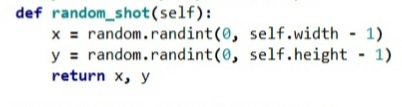 def random_shot(self):
    x = random.randint(0, self.width - 1)
    y = random.randint(0, self.height - 1)
    return x, y